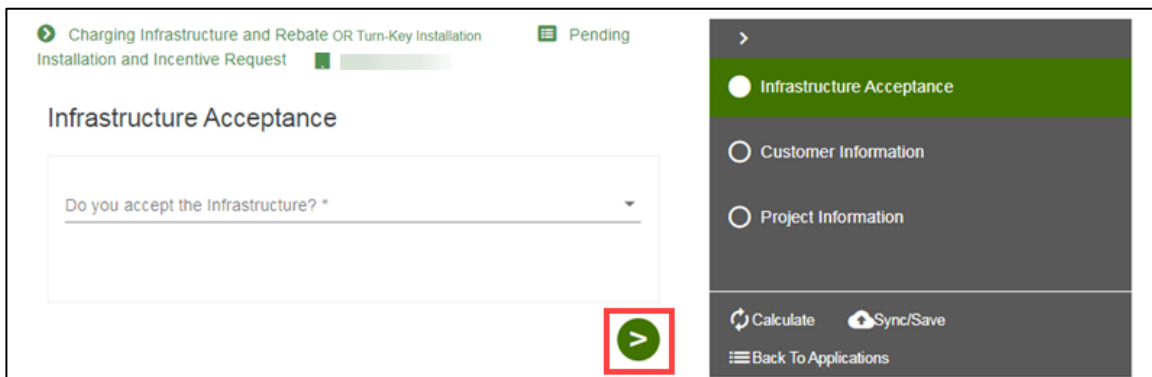 Charging Infrastructure and Rebate OR Turn-Key Installation Pending
Installation and Incentive Request
Infrastructure Acceptance
Do you accept the Infrastructure? *
>
>
Infrastructure Acceptance
Customer Information
Project Information
Calculate Sync/Save
Back To Applications